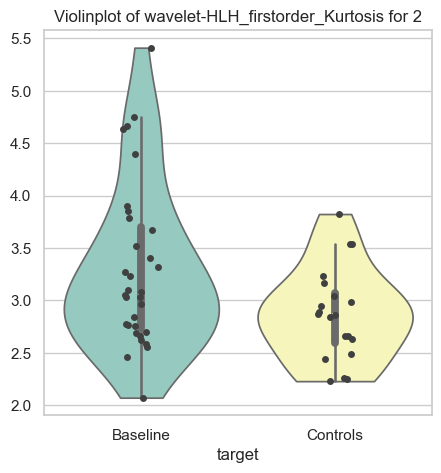 Violinplot of wavelet-HLH_firstorder_Kurtosis for 2
5.5
5.0
4.5
4.0
3.5
3.0
2.5
2.0
Baseline Controls
target